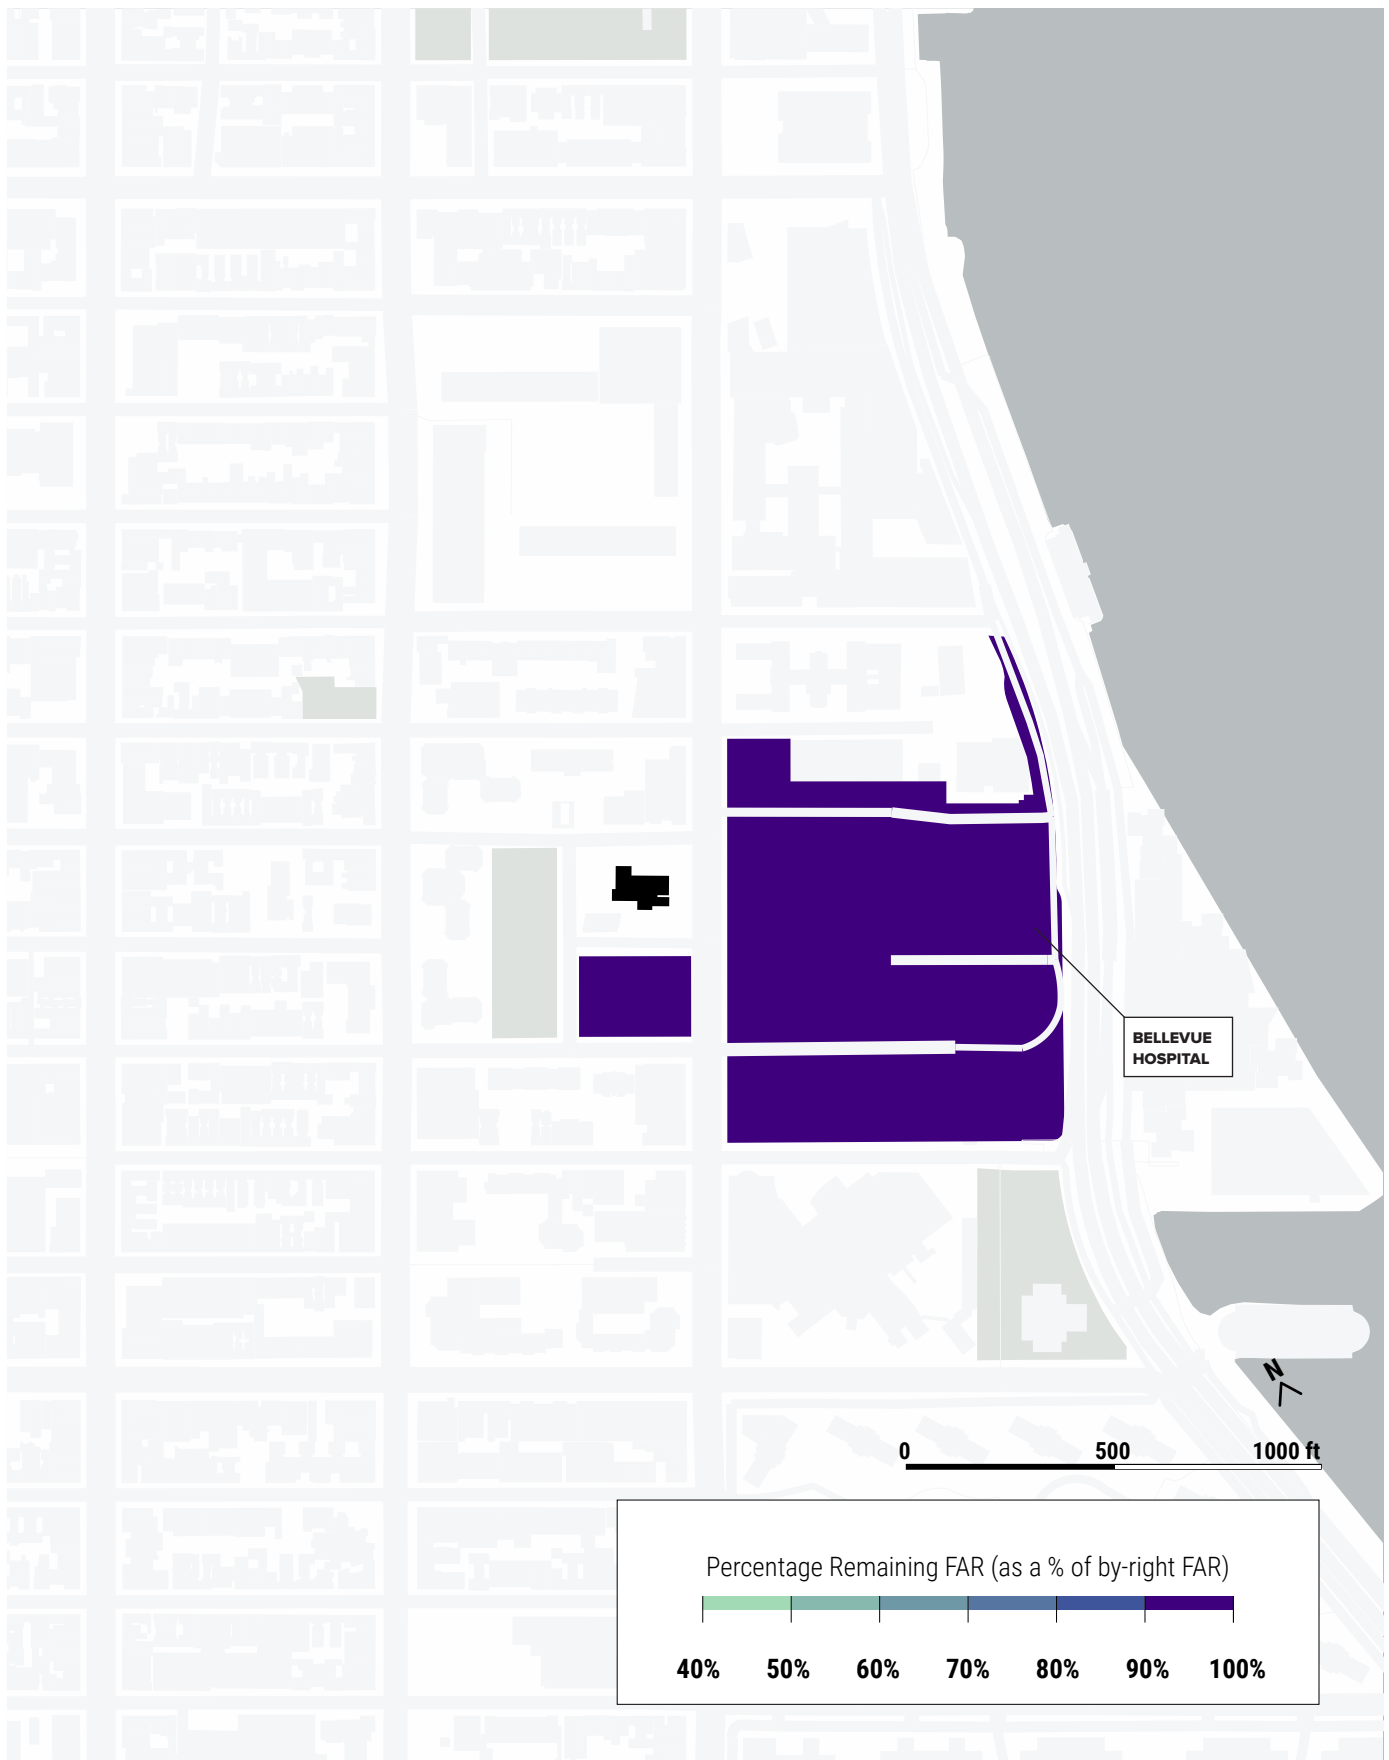 BELLEVUE
HOSPITAL
N
0 500 1000 ft
Percentage Remaining FAR (as a % of by-right FAR)
40% 50% 60% 70% 80% 90% 100%